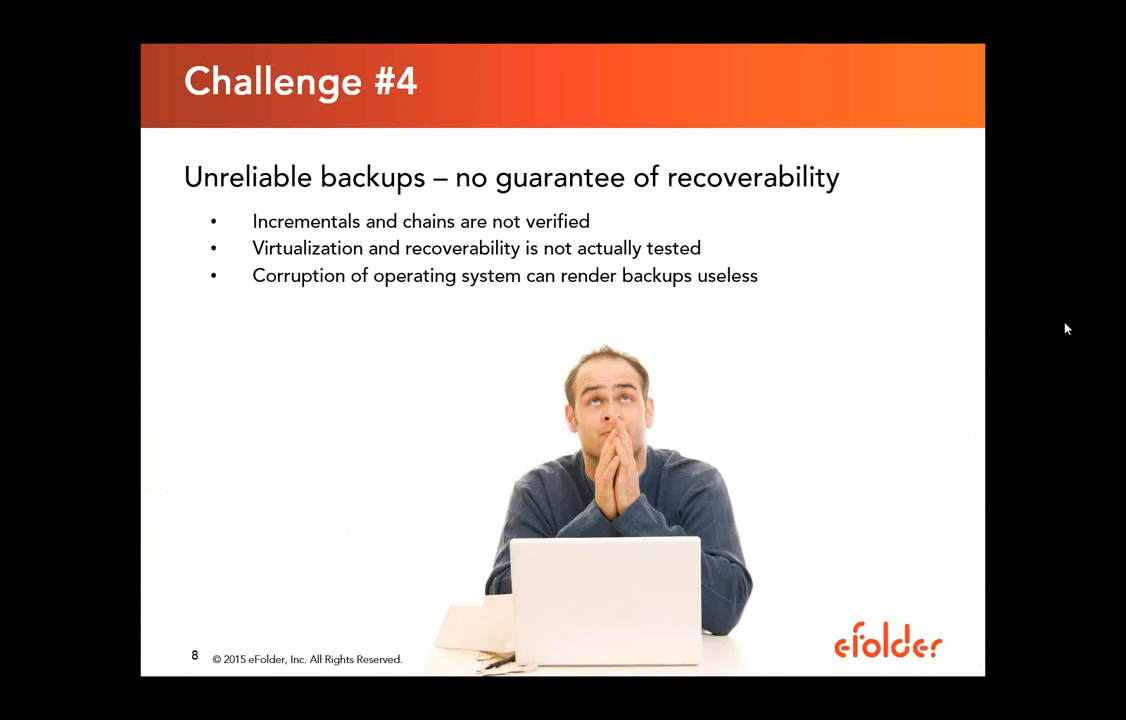 Challenge #4
Unreliable backups – no guarantee of recoverability
• Incrementals and chains are not verified
• Virtualization and recoverability is not actually tested
• Corruption of operating system can render backups useless
efolder
8 © 2015 eFolder, Inc. All Rights Reserved.